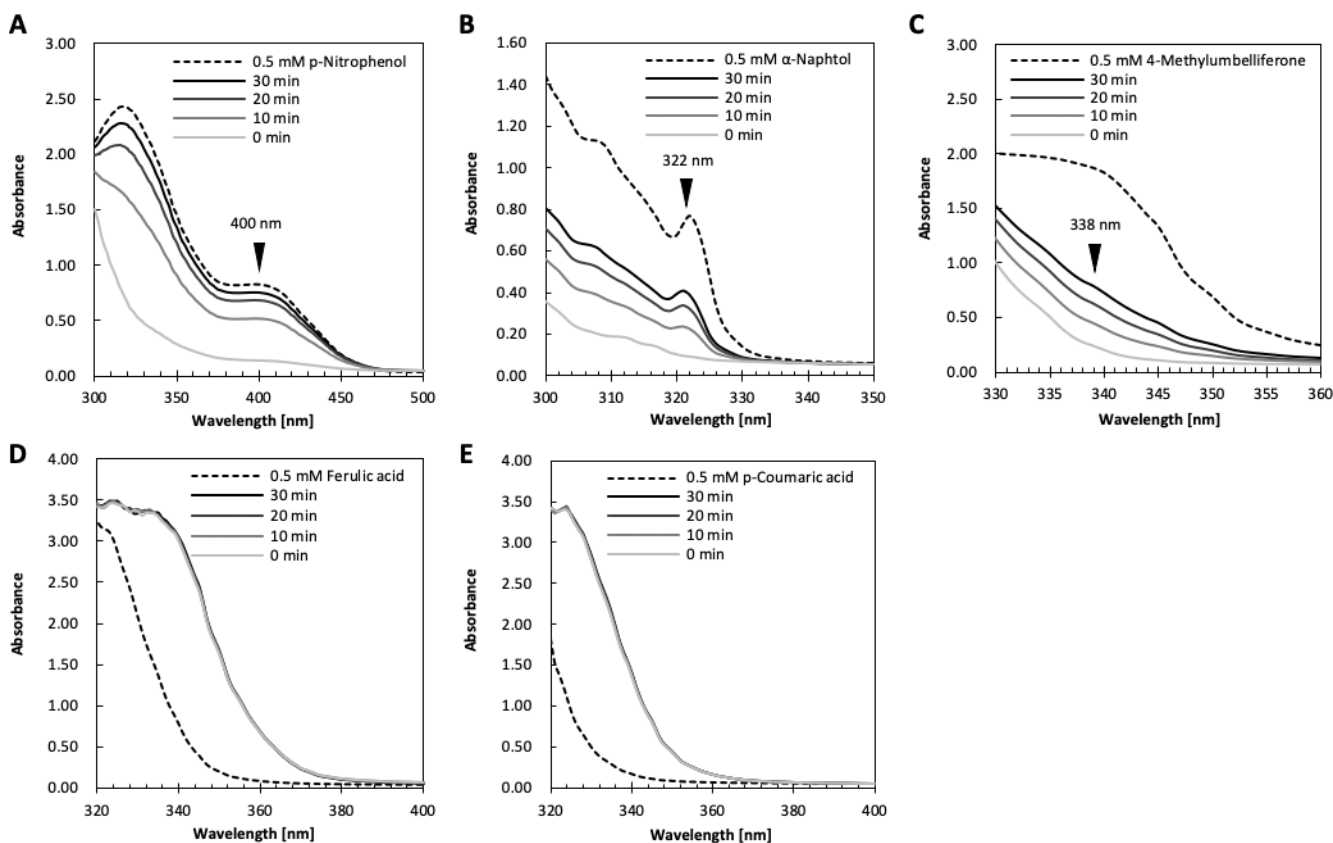 A
3.00
2.50
2.00
1.50
1.00
0.50
0.00
Absorbance
0.5 mM p-Nitrophenol
30 min
20 min
10 min
0 min
400 nm
300
350
400
450
500
Wavelength [nm]
B
1.60
1.40
1.20
1.00
0.80
0.60
0.40
0.20
0.00
Absorbance
0.5 mM α-Naphtol
30 min
20 min
10 min
0 min
322 nm
300
310
320
330
340
350
Wavelength [nm]
C
3.00
2.50
2.00
1.50
1.00
0.50
0.00
Absorbance
0.5 mM 4-Methylumbelliferone
30 min
20 min
10 min
0 min
338 nm
330
335
340
345
350
355
360
Wavelength [nm]
D
4.00
3.50
3.00
2.50
2.00
1.50
1.00
0.50
0.00
Absorbance
0.5 mM Ferulic acid
30 min
20 min
10 min
0 min
320
340
360
380
400
Wavelength [nm]
E
4.00
3.50
3.00
2.50
2.00
1.50
1.00
0.50
0.00
Absorbance
0.5 mM p-Coumaric acid
30 min
20 min
10 min
0 min
320
340
360
380
400
Wavelength [nm]